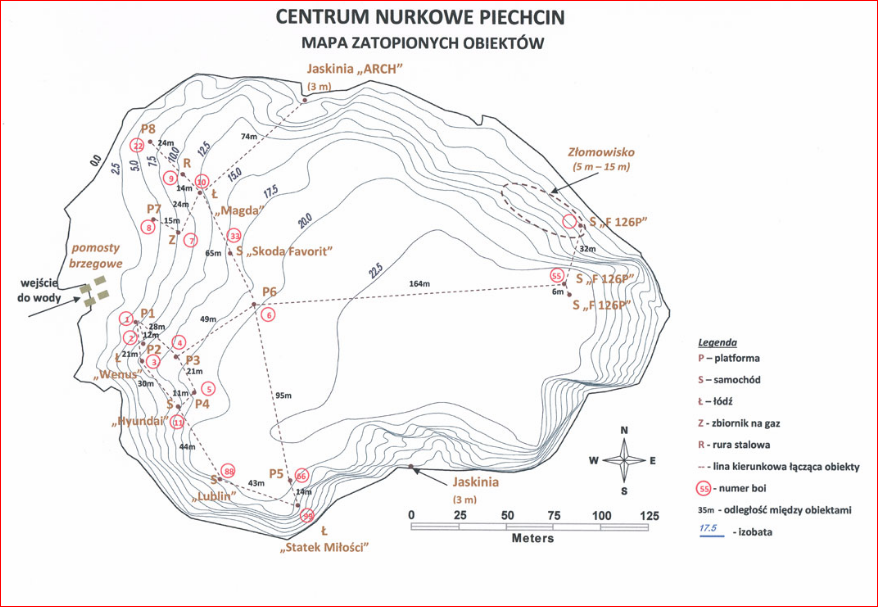 CENTRUM NURKOWE PIECHCIN
MAPA ZATOPIONYCH OBIEKTÓW
Jaskinia „ARCH"
(3 m)
0.0
2.5
5.0
7.5
10.0
12.5
15.0
17.5
20.0
22.5
P8
22
24m
R
9
10
14m
Ł
„Magda"
74m
24m
P7
15m
8
Z
7
33
S „Skoda Favorit"
65m
Złomowisko
(5 m – 15 m)
S „F 126P"
32m
55
S „F 126P"
6m
S „F 126P"
pomosty
brzegowe
wejście
do wody
164m
P6
6
49m
P1
1
28m
2
12m
P2
4
P3
21m
3
Ł
„Wenus"
21m
30m
5
11m
P4
S
„Hyundai"
11
44m
95m
88
S
„Lublin"
43m
P5
66
14m
99
Ł
„Statek Miłości"
Jaskinia
(3 m)
N
W
E
S
0 25 50 75 100 125
Meters
Legenda
P – platforma
S – samochód
Ł – łódź
Z - zbiornik na gaz
R - rura stalowa
--- - lina kierunkowa łącząca obiekty
55 - numer boi
35m - odległość między obiektami
17.5 - izobata